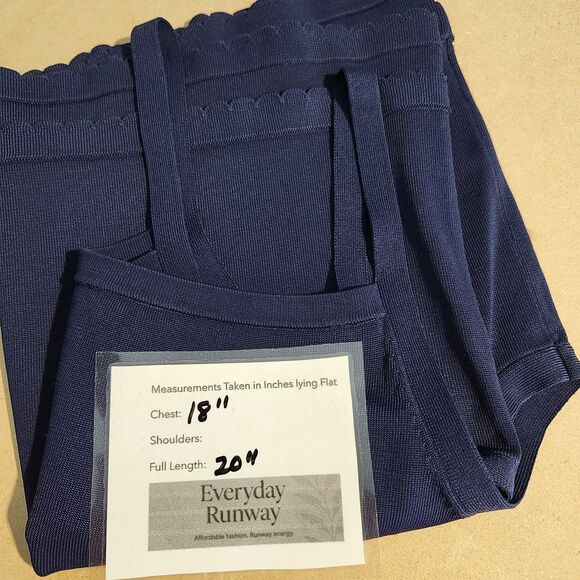 Measurements Taken in Inches lying Flat
Chest: 18"
Shoulders:
Full Length: 20"
Everyday
Runway
Affordable fashion. Runway energy.